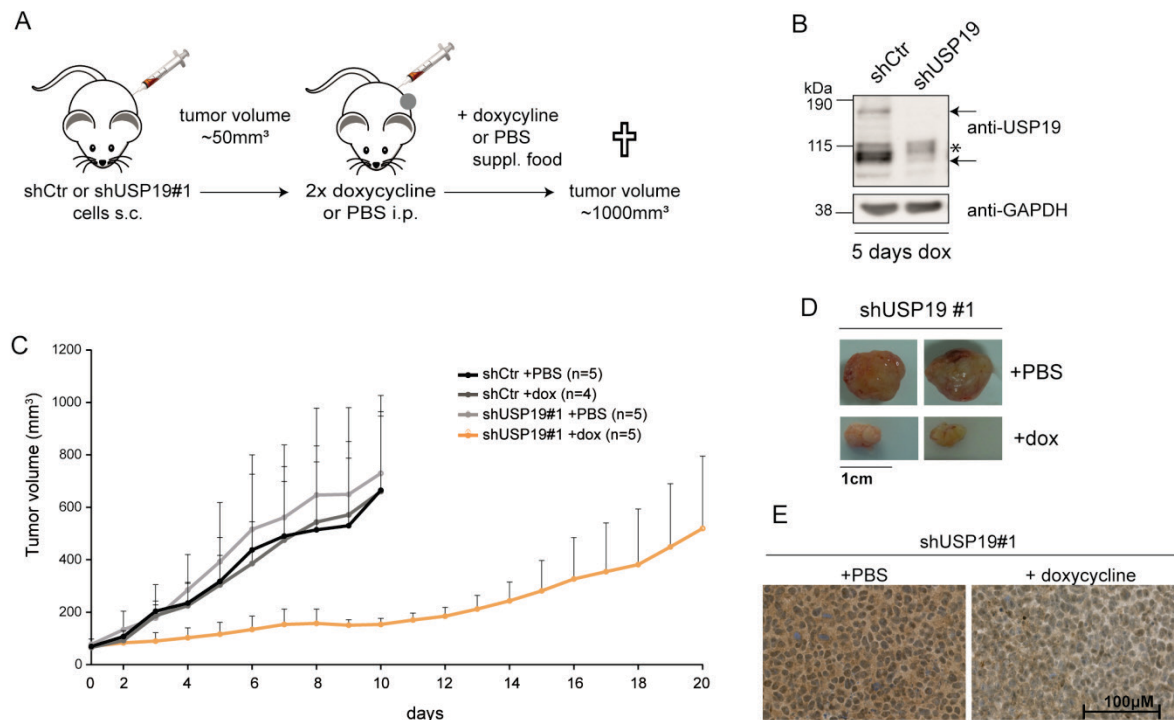 A
tumor volume
~50mm³
+ doxycycline
or PBS
suppl. food
shCtr or shUSP19#1
cells s.c.
2x doxycycline
or PBS i.p.
tumor volume
~1000mm³
B
shCtr
shUSP19
kDa
190
115
38
anti-USP19
*
anti-GAPDH
5 days dox
C
1200
1000
800
600
400
200
0
Tumor volume (mm³)
shCtr +PBS (n=5)
shCtr +dox (n=4)
shUSP19#1 +PBS (n=5)
shUSP19#1 +dox (n=5)
0 2 4 6 8 10 12 14 16 18 20
days
D
shUSP19 #1
+PBS
+dox
1cm
E
shUSP19#1
+PBS
+ doxycycline
100µM